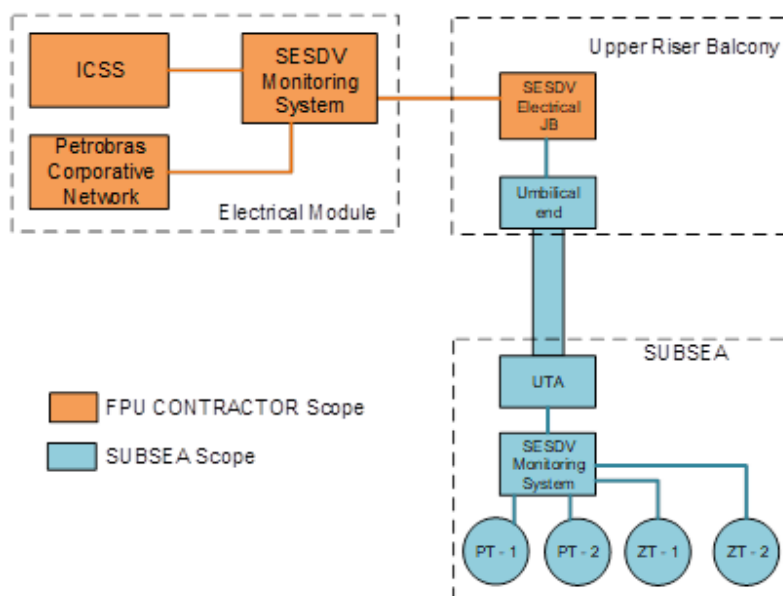 ICSS
SESDV
Monitoring
System
Petrobras
Corporative
Network
Electrical Module
Upper Riser Balcony
SESDV
Electrical
JB
Umbilical
end
SUBSEA
UTA
SESDV
Monitoring
System
PT - 1
PT - 2
ZT - 1
ZT - 2
FPU CONTRACTOR Scope
SUBSEA Scope